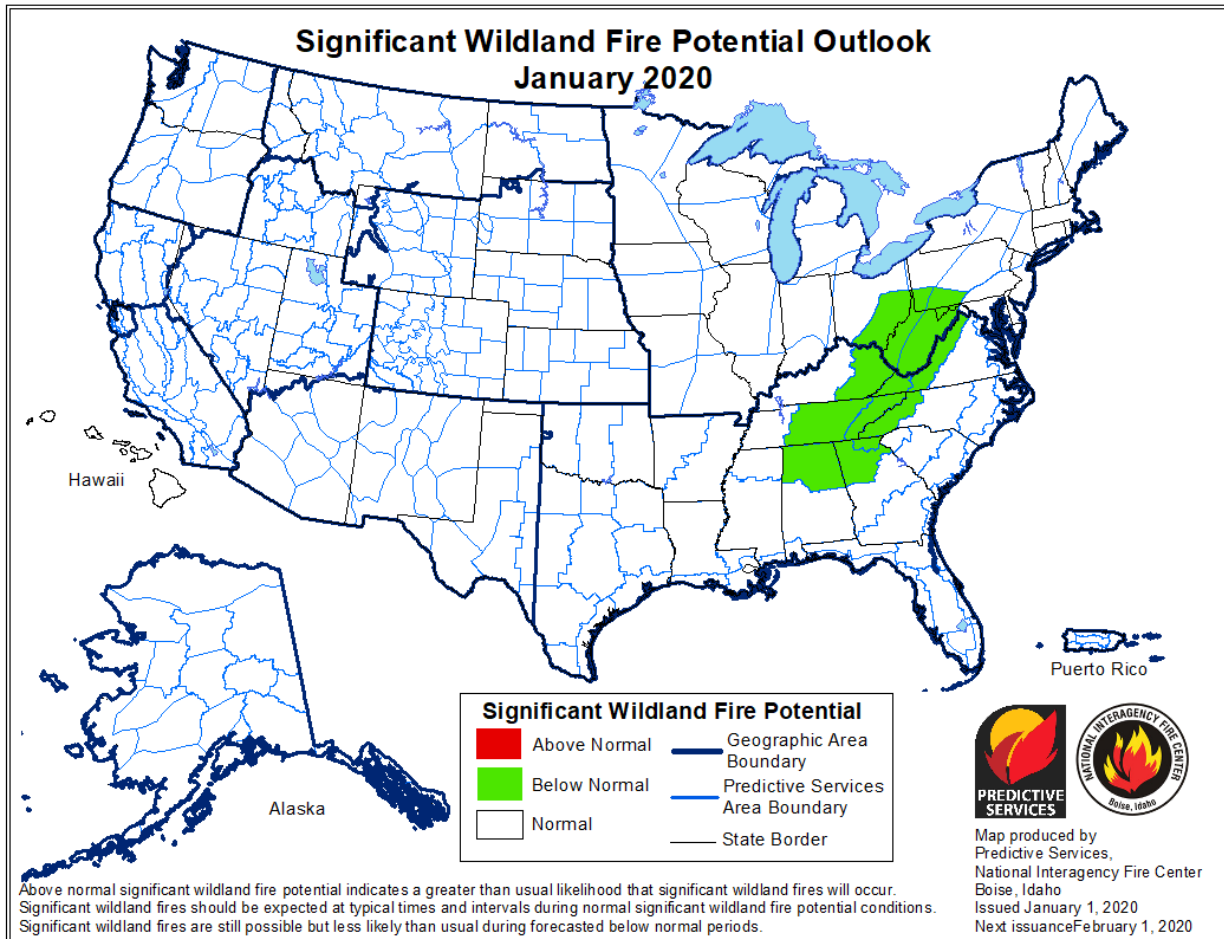 Significant Wildland Fire Potential Outlook
January 2020
Hawaii
Alaska
Puerto Rico
Significant Wildland Fire Potential
Above Normal
Below Normal
Normal
Geographic Area
Boundary
Predictive Services
Area Boundary
State Border
PREDICTIVE
SERVICES
NATIONAL INTERAGENCY FIRE CENTER
Boise, Idaho
Map produced by
Predictive Services,
National Interagency Fire Center
Boise, Idaho
Issued January 1, 2020
Next issuanceFebruary 1, 2020
Above normal significant wildland fire potential indicates a greater than usual likelihood that significant wildland fires will occur.
Significant wildland fires should be expected at typical times and intervals during normal significant wildland fire potential conditions.
Significant wildland fires are still possible but less likely than usual during forecasted below normal periods.